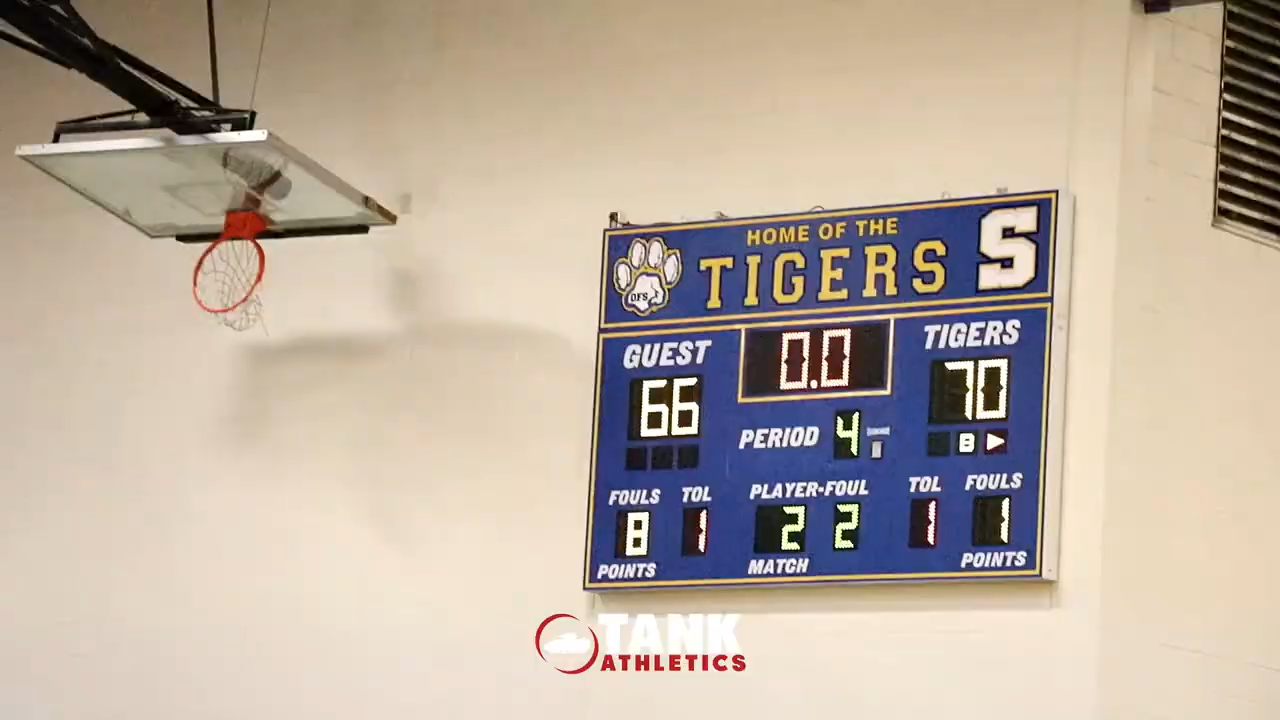 HOME OF THE
TIGERS
S
DFS
GUEST
0.0
TIGERS
66
70
PERIOD 4
B
FOULS TOL PLAYER-FOUL TOL FOULS
8 1 2 2 1 1
POINTS MATCH POINTS
TANK
ATHLETICS